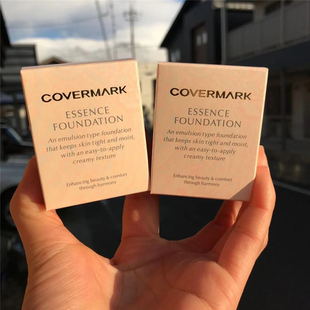 COVERMARK
ESSENCE
FOUNDATION
An emulsion type foundation
that keeps skin tight and moist,
with an easy-to-apply
creamy texture
Enhancing beauty & comfort
through harmony
COVERMARK
ESSENCE
FOUNDATION
An emulsion type foundation
that keeps skin tight and moist,
with an easy-to-apply
creamy texture
Enhancing beauty & comfort
through harmony